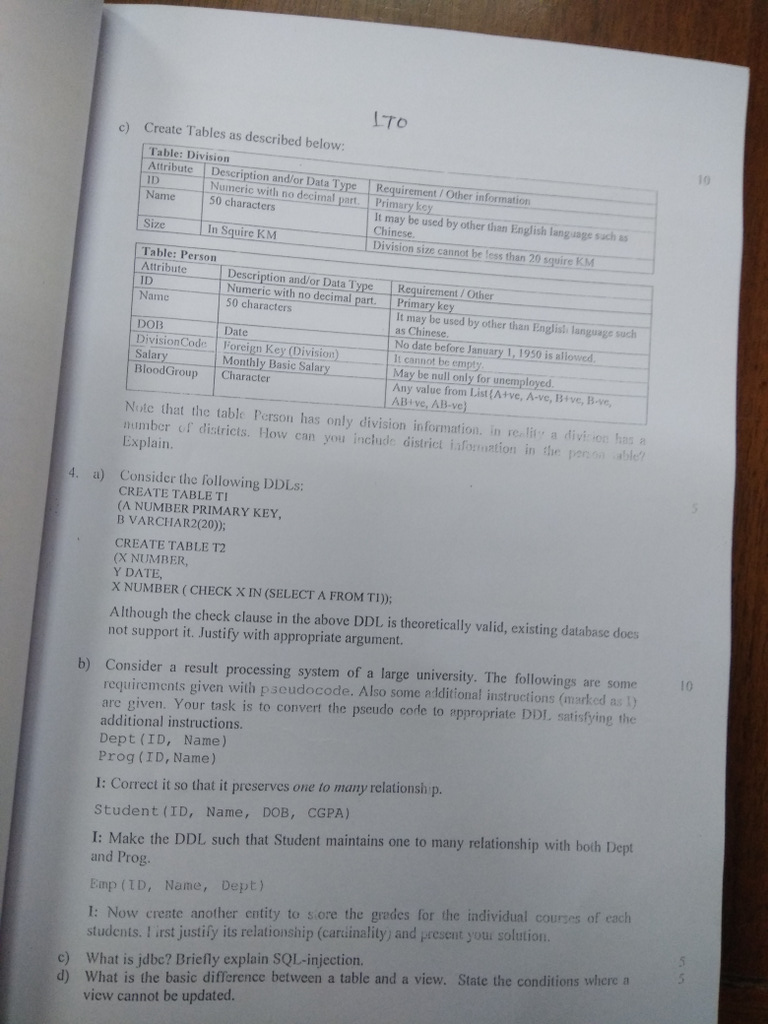 1TO
c) Create Tables as described below:
10
Table: Division
Attribute Description and/or Data Type Requirement / Other information
ID Numeric with no decimal part. Primary key
Name 50 characters It may be used by other than English language such as Chinese.
Size In Squire KM Division size cannot be less than 20 squire KM
Table: Person
Attribute Description and/or Data Type Requirement / Other
ID Numeric with no decimal part. Primary key
Name 50 characters It may be used by other than English language such as Chinese.
DOB Date No date before January 1, 1950 is allowed.
DivisionCode Foreign Key (Division) It cannot be empty.
Salary Monthly Basic Salary May be null only for unemployed.
BloodGroup Character Any value from List{A+ve, A-ve, B+ve, B-ve, AB+ve, AB-ve}
Note that the table Person has only division information. in reality a division has a
number of districts. How can you include district information in the person table?
Explain.
4. a) Consider the following DDLs:
5
CREATE TABLE T1
(A NUMBER PRIMARY KEY,
B VARCHAR2(20));
CREATE TABLE T2
(X NUMBER,
Y DATE,
X NUMBER ( CHECK X IN (SELECT A FROM T1));
Although the check clause in the above DDL is theoretically valid, existing database does
not support it. Justify with appropriate argument.
b) Consider a result processing system of a large university. The followings are some
10
requirements given with pseudocode. Also some additional instructions (marked as I)
are given. Your task is to convert the pseudo code to appropriate DDL satisfying the
additional instructions.
Dept (ID, Name)
Prog (ID, Name)
I: Correct it so that it preserves one to many relationship.
Student (ID, Name, DOB, CGPA)
I: Make the DDL such that Student maintains one to many relationship with both Dept
and Prog.
Emp (ID, Name, Dept)
I: Now create another entity to store the grades for the individual courses of each
students. First justify its relationship (cardinality) and present your solution.
c) What is jdbc? Briefly explain SQL-injection. 5
d) What is the basic difference between a table and a view. State the conditions where a 5
view cannot be updated.